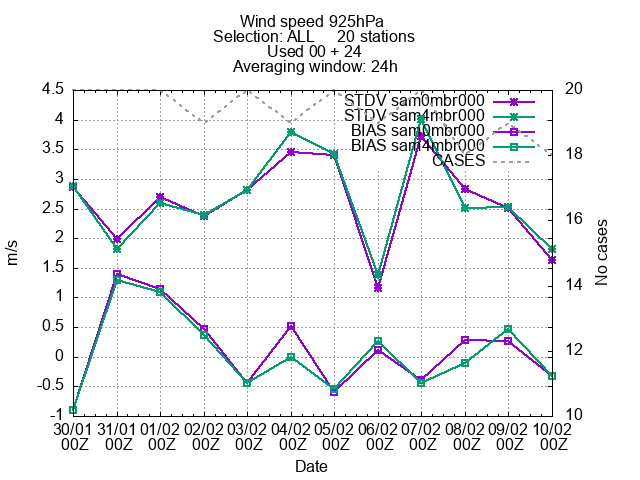 Wind speed 925hPa
Selection: ALL 20 stations
Used 00 + 24
Averaging window: 24h
4.5
4
3.5
3
2.5
2
1.5
1
0.5
0
-0.5
-1
m/s
STDV sam0mbr000
STDV sam4mbr000
BIAS sam0mbr000
BIAS sam4mbr000
CASES
20
18
16
14
12
10
No cases
30/01 31/01 01/02 02/02 03/02 04/02 05/02 06/02 07/02 08/02 09/02 10/02
00Z 00Z 00Z 00Z 00Z 00Z 00Z 00Z 00Z 00Z 00Z 00Z
Date